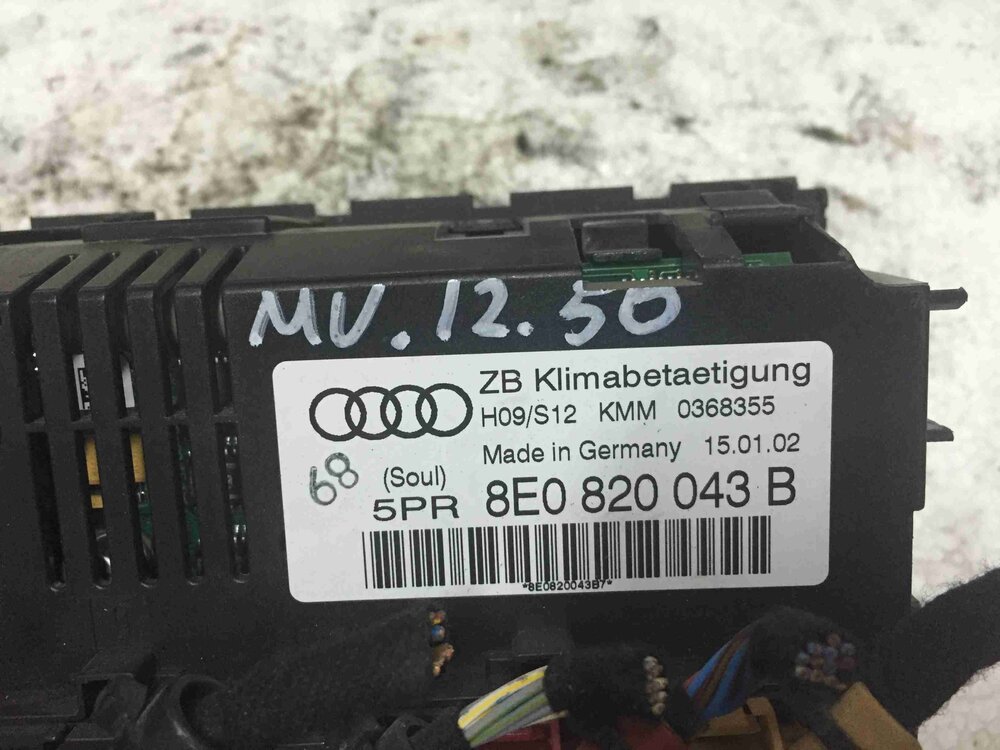 MV.12.50
ZB Klimabetaetigung
H09/S12 KMM 0368355
Made in Germany 15.01.02
68
(Soul)
5PR 8E0 820 043 B
*8E0820043B7*